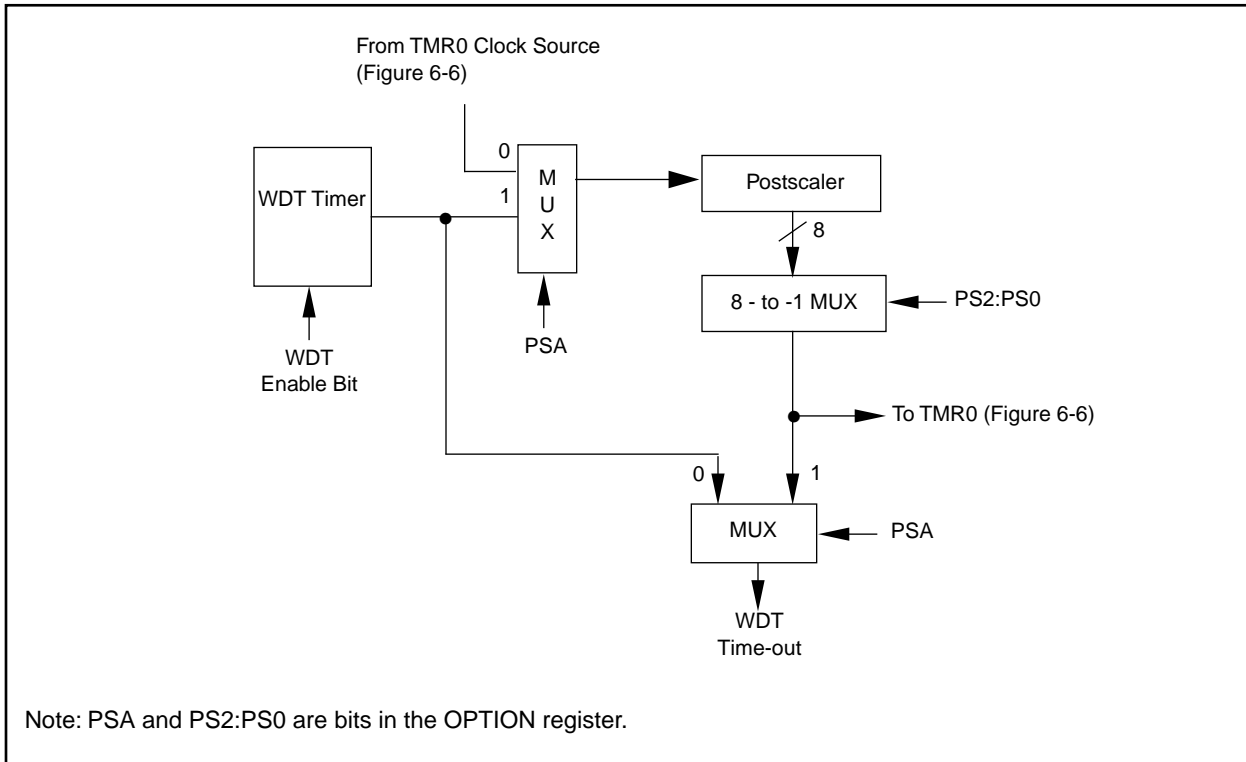 From TMR0 Clock Source
(Figure 6-6)
0
1
M
U
X
WDT Timer
Postscaler
8
8 - to -1 MUX
PS2:PS0
PSA
WDT
Enable Bit
To TMR0 (Figure 6-6)
0
1
MUX
PSA
WDT
Time-out
Note: PSA and PS2:PS0 are bits in the OPTION register.